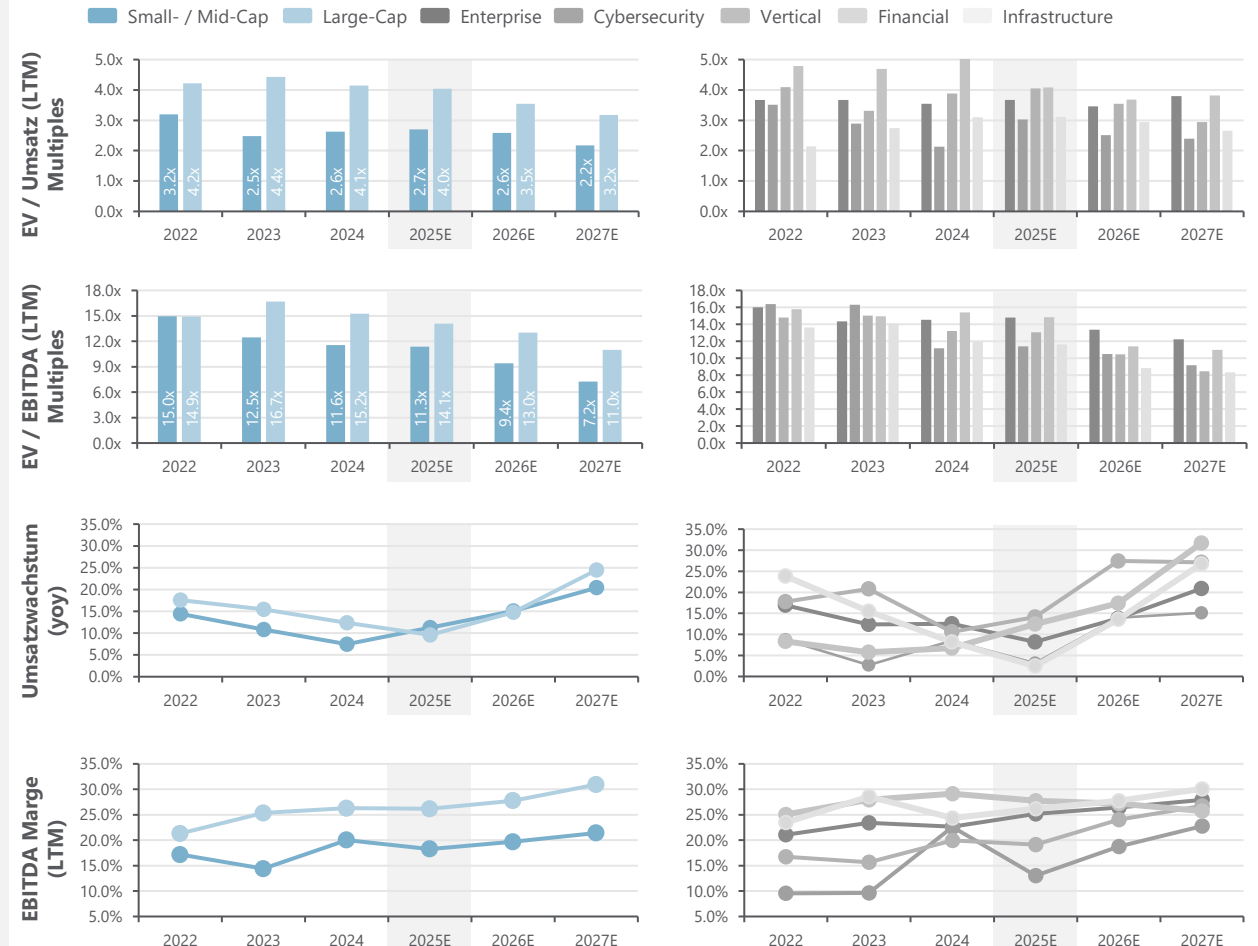 Small- / Mid-Cap Large-Cap Enterprise Cybersecurity Vertical Financial Infrastructure
EV / Umsatz (LTM)
Multiples
5.0x
4.0x
3.0x
2.0x
1.0x
0.0x
3.2x 4.2x 2.5x 4.4x 2.6x 4.1x 2.7x 4.0x 2.6x 3.5x 2.2x 3.2x
2022 2023 2024 2025E 2026E 2027E
5.0x
4.0x
3.0x
2.0x
1.0x
0.0x
2022 2023 2024 2025E 2026E 2027E
EV / EBITDA (LTM)
Multiples
18.0x
15.0x
12.0x
9.0x
6.0x
3.0x
0.0x
15.0x 14.9x 12.5x 16.7x 11.6x 15.2x 11.3x 14.1x 9.4x 13.0x 7.2x 11.0x
2022 2023 2024 2025E 2026E 2027E
18.0x
16.0x
14.0x
12.0x
10.0x
8.0x
6.0x
4.0x
2.0x
0.0x
2022 2023 2024 2025E 2026E 2027E
Umsatzwachstum
(yoy)
35.0%
30.0%
25.0%
20.0%
15.0%
10.0%
5.0%
0.0%
2022 2023 2024 2025E 2026E 2027E
35.0%
30.0%
25.0%
20.0%
15.0%
10.0%
5.0%
0.0%
2022 2023 2024 2025E 2026E 2027E
EBITDA Marge
(LTM)
35.0%
30.0%
25.0%
20.0%
15.0%
10.0%
5.0%
2022 2023 2024 2025E 2026E 2027E
35.0%
30.0%
25.0%
20.0%
15.0%
10.0%
5.0%
2022 2023 2024 2025E 2026E 2027E